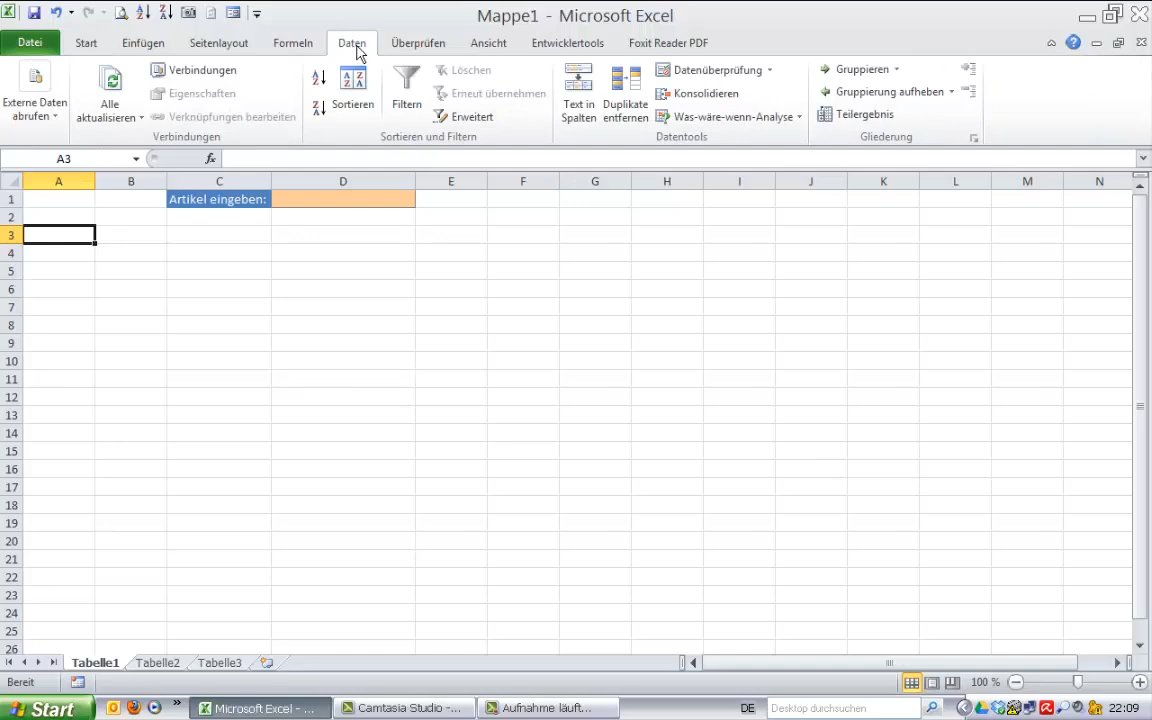 Mappe1 - Microsoft Excel
Datei Start Einfügen Seitenlayout Formeln Daten Überprüfen Ansicht Entwicklertools Foxit Reader PDF
Externe Daten abrufen
Alle aktualisieren
Verbindungen
Eigenschaften
Verknüpfungen bearbeiten
Verbindungen
Sortieren
Filtern
Löschen
Erneut übernehmen
Erweitert
Sortieren und Filtern
Text in Spalten
Duplikate entfernen
Datenüberprüfung
Konsolidieren
Was-wäre-wenn-Analyse
Datentools
Gruppieren
Gruppierung aufheben
Teilergebnis
Gliederung
A3 fx
A B C D E F G H I J K L M N
1 Artikel eingeben:
2
3
4
5
6
7
8
9
10
11
12
13
14
15
16
17
18
19
20
21
22
23
24
25
26
Tabelle1 Tabelle2 Tabelle3
Bereit 100 %
Start Microsoft Excel - ... Camtasia Studio -... Aufnahme läuft... DE Desktop durchsuchen 22:09